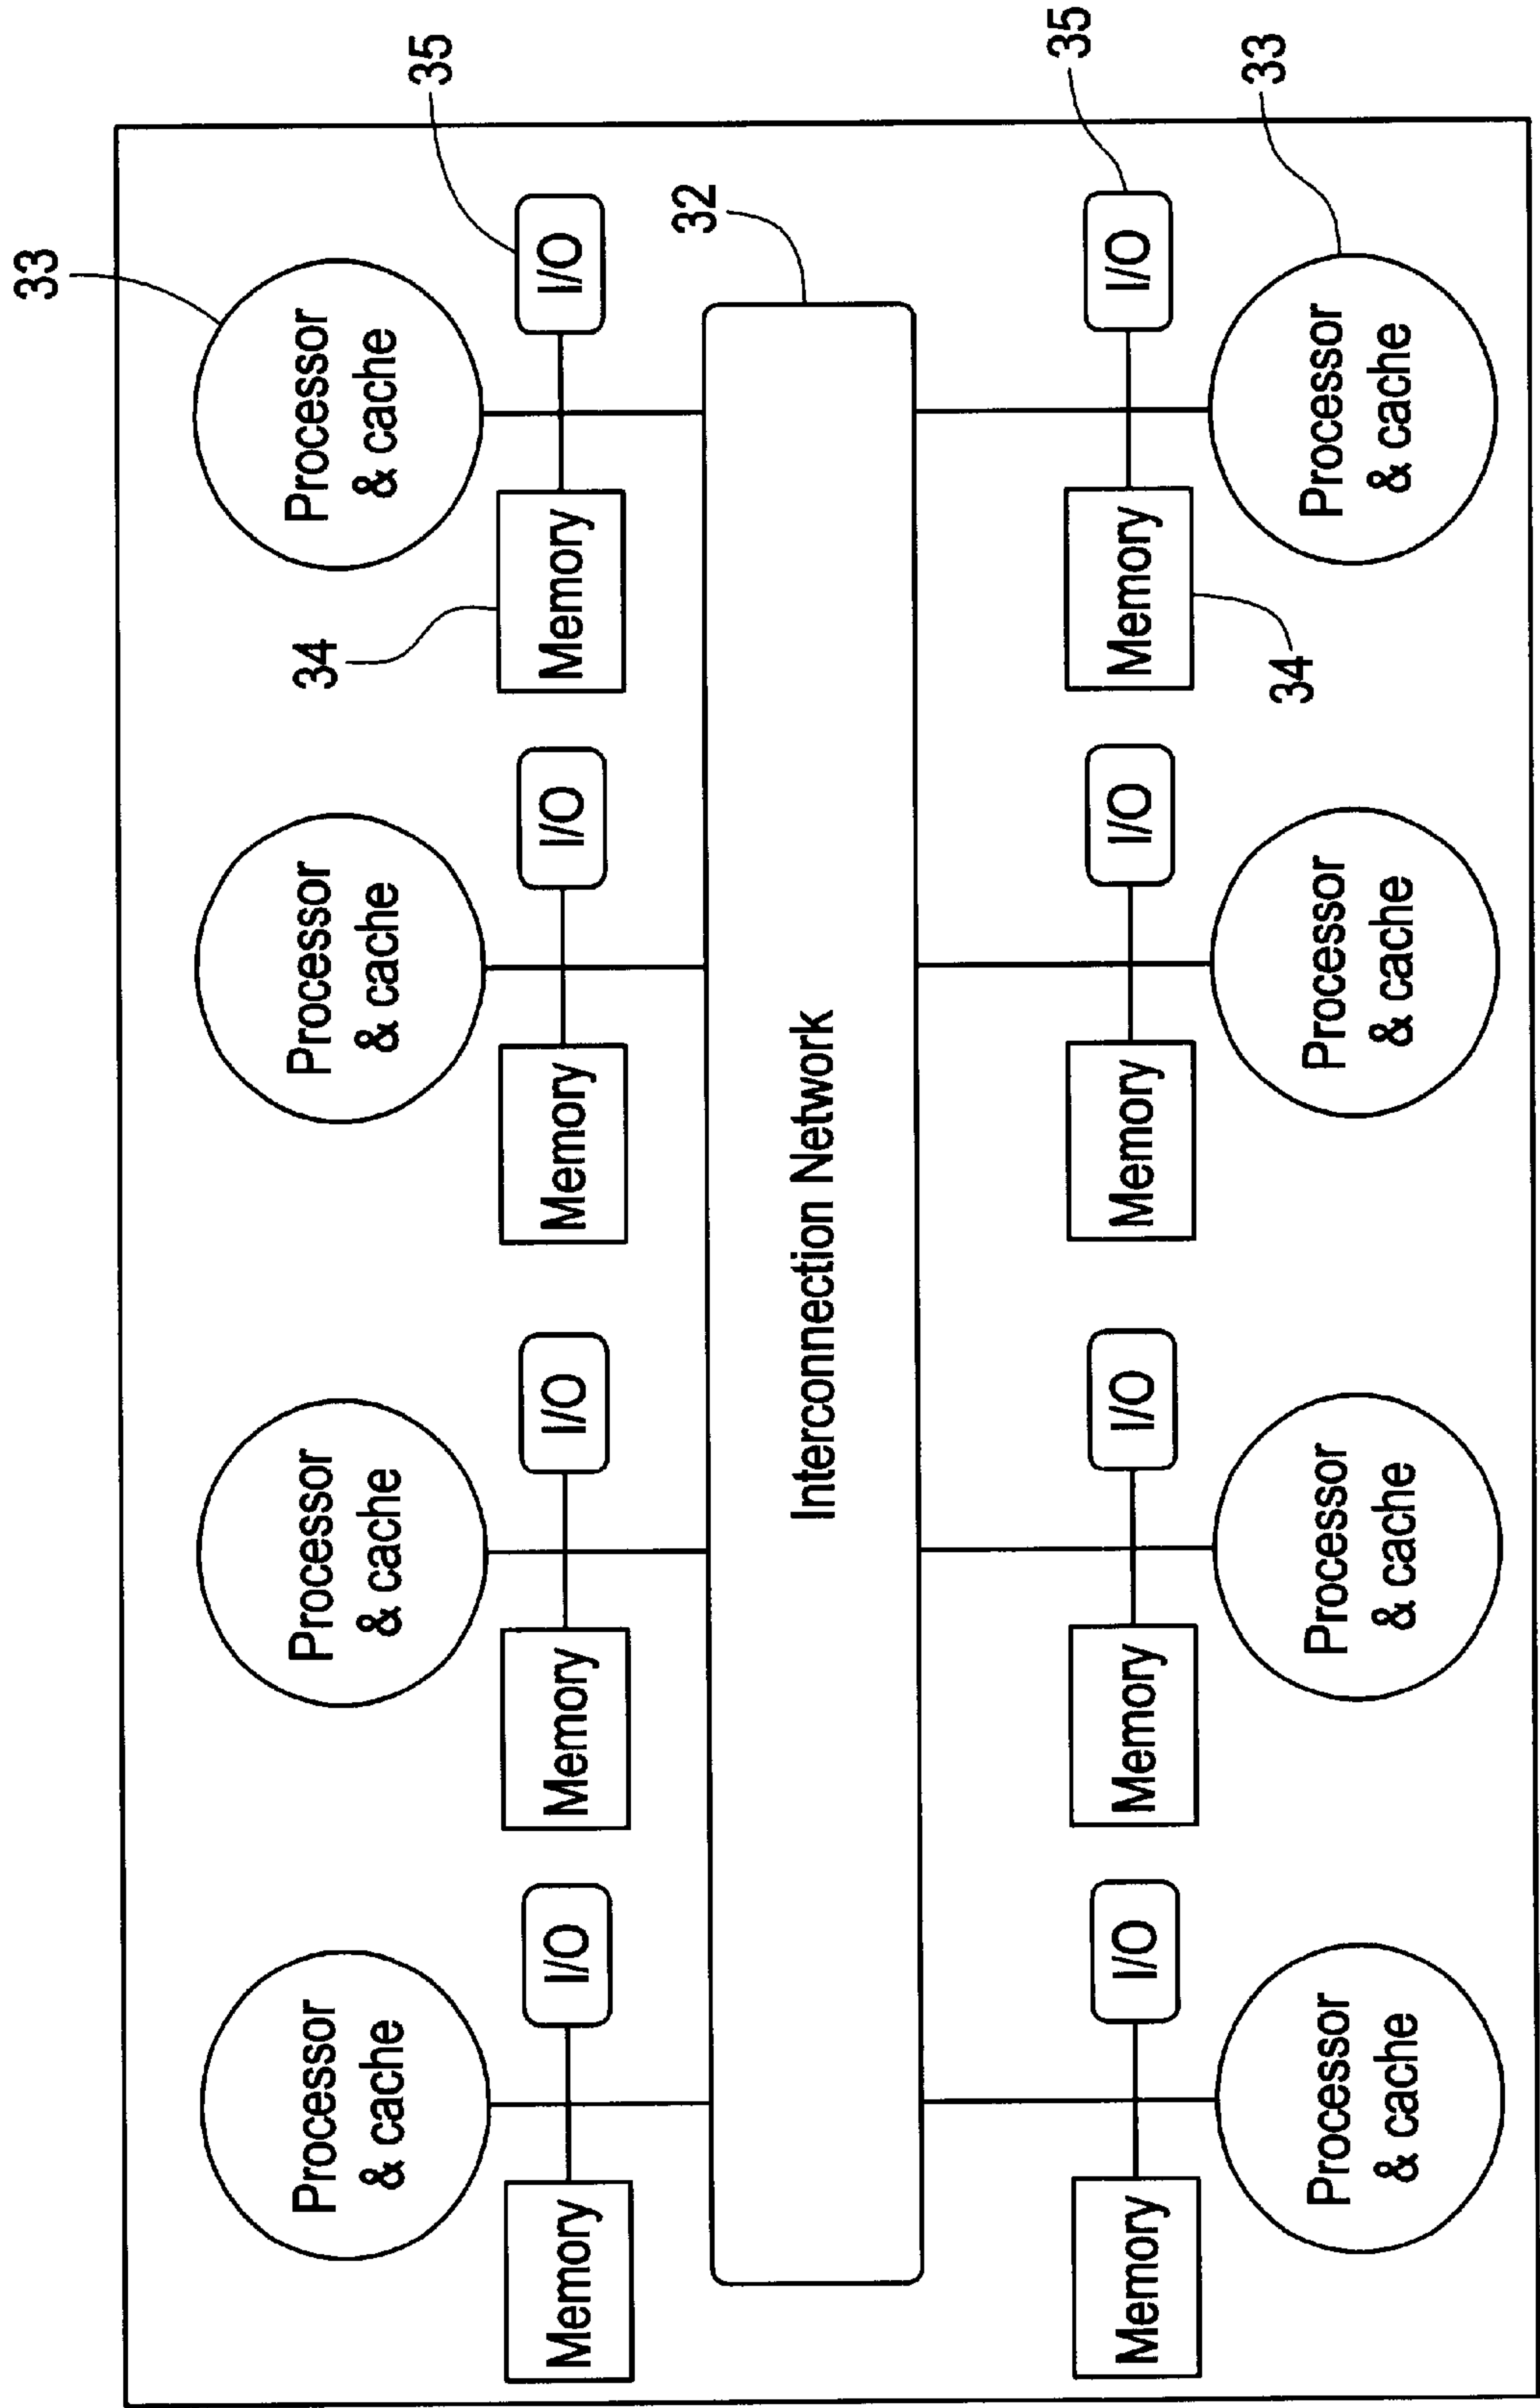 33
Processor
& cache
Processor
& cache
Processor
& cache
Processor
& cache
34
35
Memory
I/O
Memory
I/O
Memory
I/O
Memory
I/O
32
Interconnection Network
35
Memory
I/O
Memory
I/O
Memory
I/O
Memory
I/O
34
33
Processor
& cache
Processor
& cache
Processor
& cache
Processor
& cache